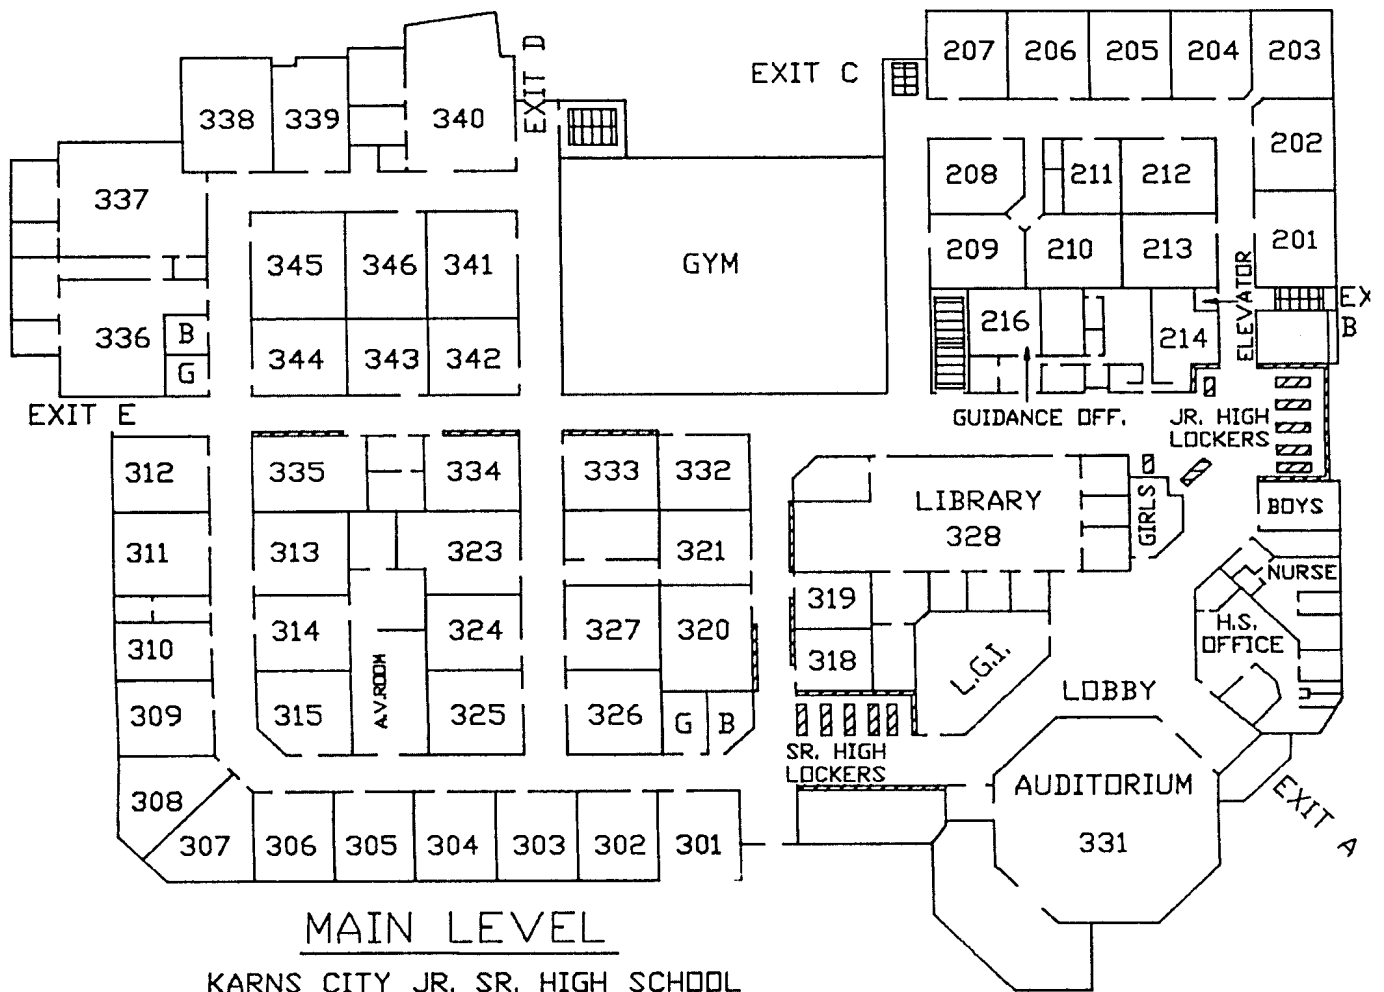 207 206 205 204 203
EXIT C
EXIT D
338 339 340
202
337
208 211 212
209 210 213 201
345 346 341
GYM
ELEVATOR
EX
B
216 214
336 B
G
344 343 342
EXIT E
GUIDANCE OFF.
JR. HIGH
LOCKERS
312 335 334 333 332
LIBRARY
328
GIRLS
BOYS
311 313 323 321
NURSE
319
310 314 324 327 320
H.S.
OFFICE
318
L.G.I.
A.V.ROOM
LOBBY
309 315 325 326 G B
SR. HIGH
LOCKERS
AUDITORIUM
331
EXIT A
308
307 306 305 304 303 302 301
MAIN LEVEL
KARNS CITY JR. SR. HIGH SCHOOL